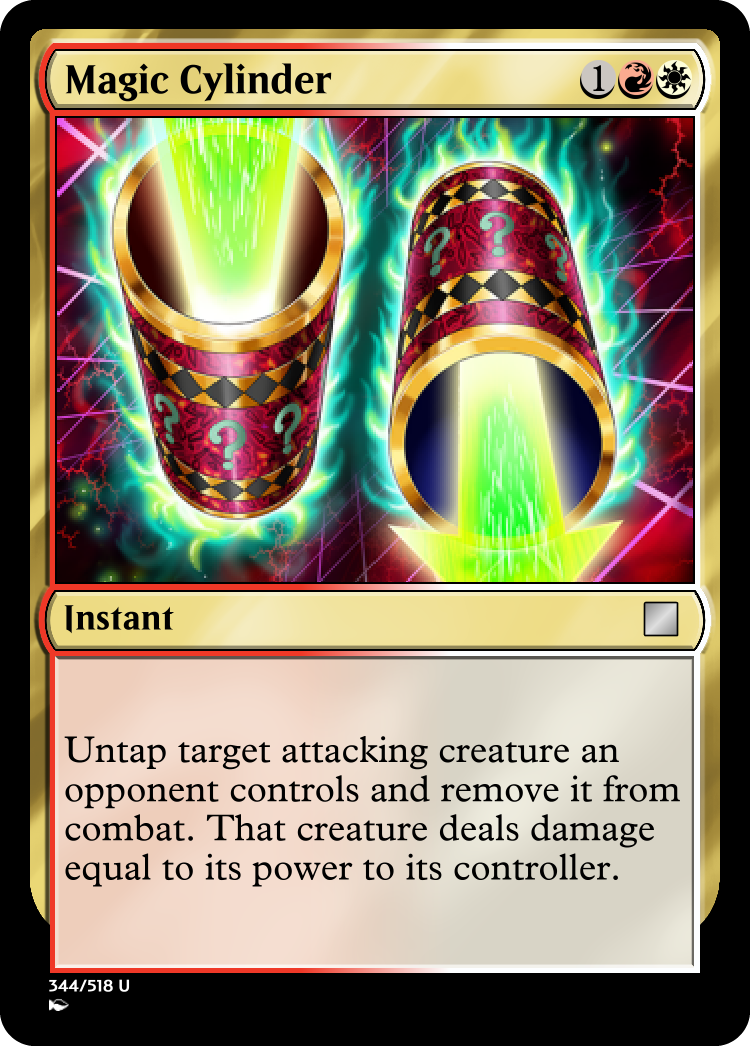 Magic Cylinder 1
? ? ?
? ? ?
Instant
Untap target attacking creature an
opponent controls and remove it from
combat. That creature deals damage
equal to its power to its controller.
344/518 U